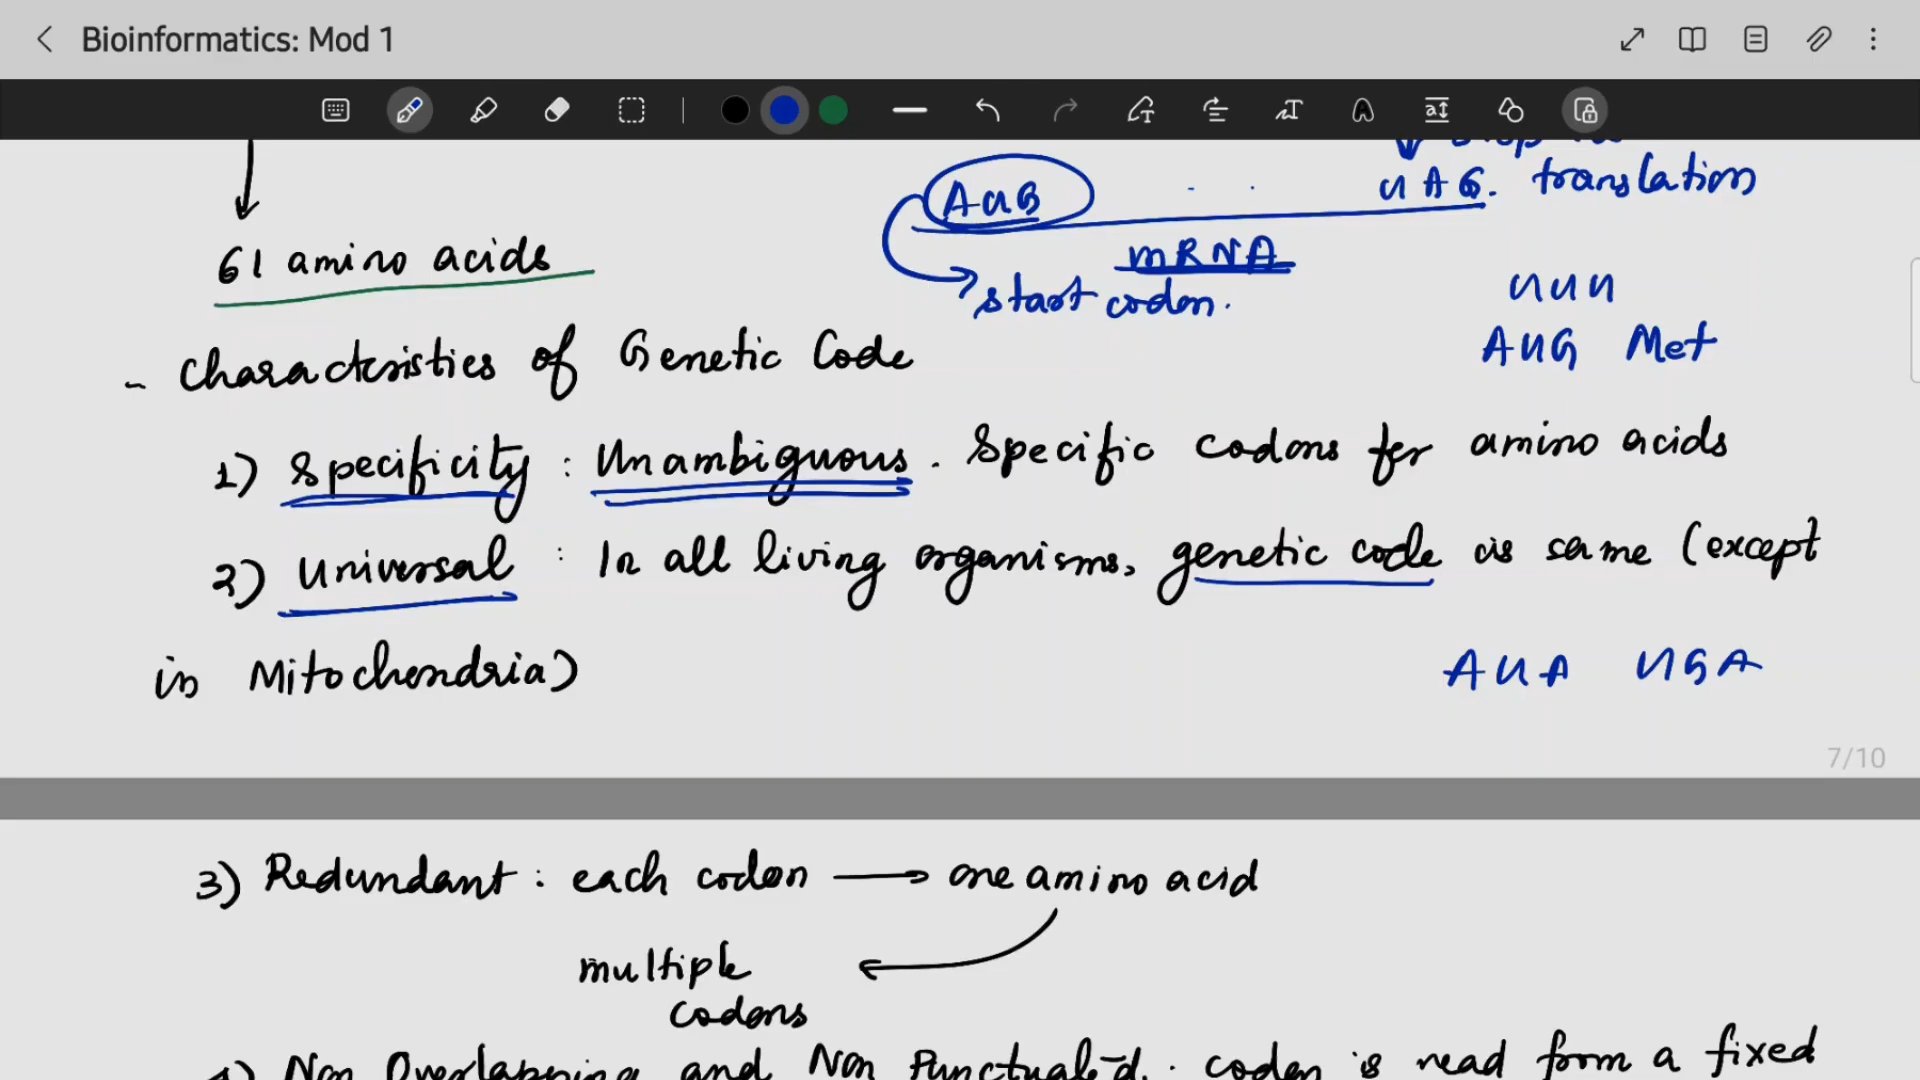 Bioinformatics: Mod 1
stop
AUG UAG. translation
61 amino acids
mRNA
start codon.
UUU
AUG Met
- Characteristics of Genetic Code
1) Specificity : Unambiguous. Specific codons for amino acids
2) Universal : In all living organisms, genetic code is same (except
in Mitochondria)
AUA UGA
7/10
3) Redundant : each codon → one amino acid
multiple
codons
4) Non Overlapping and Non Punctuated : codon is read from a fixed